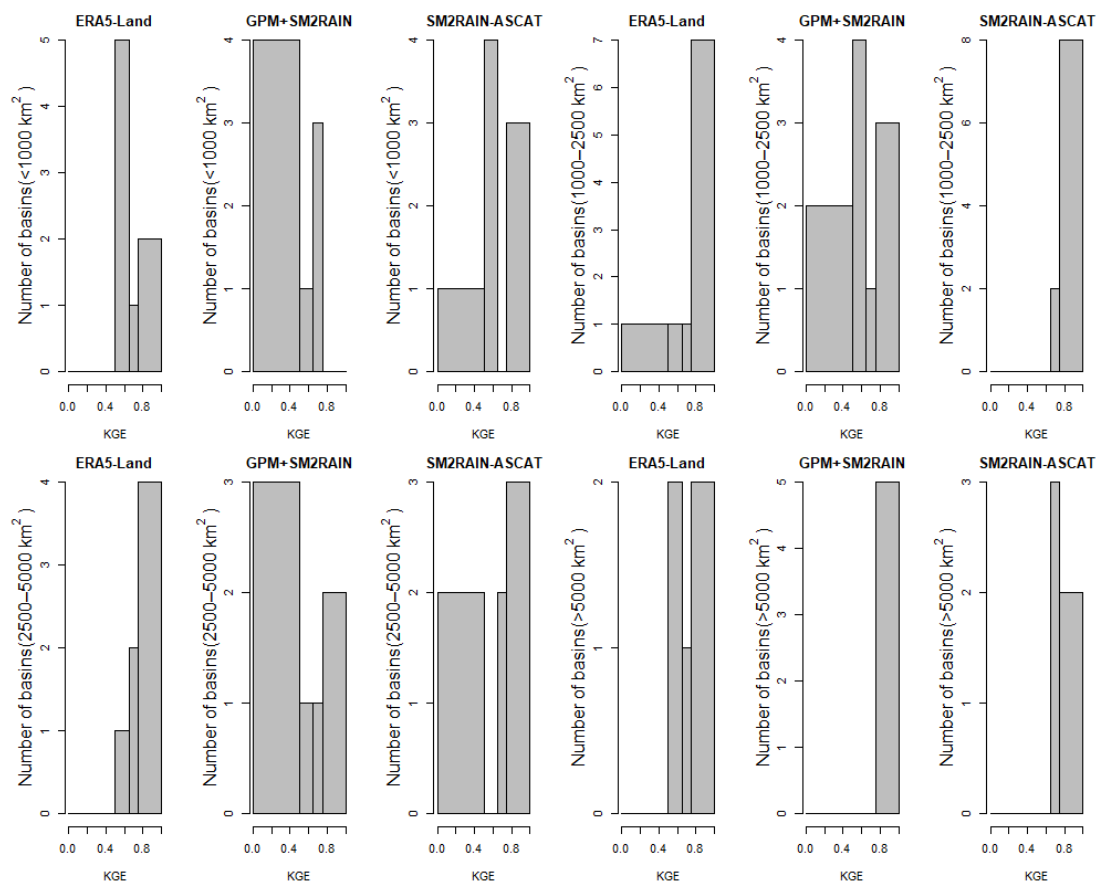 ERA5-Land
GPM+SM2RAIN
SM2RAIN-ASCAT
ERA5-Land
GPM+SM2RAIN
SM2RAIN-ASCAT
Number of basins(<1000 km²)
0 1 2 3 4 5
0.0 0.4 0.8
KGE
Number of basins(<1000 km²)
0 1 2 3 4
0.0 0.4 0.8
KGE
Number of basins(<1000 km²)
0 1 2 3 4
0.0 0.4 0.8
KGE
Number of basins(1000−2500 km²)
0 1 2 3 4 5 6 7
0.0 0.4 0.8
KGE
Number of basins(1000−2500 km²)
0 1 2 3 4
0.0 0.4 0.8
KGE
Number of basins(1000−2500 km²)
0 2 4 6 8
0.0 0.4 0.8
KGE
ERA5-Land
GPM+SM2RAIN
SM2RAIN-ASCAT
ERA5-Land
GPM+SM2RAIN
SM2RAIN-ASCAT
Number of basins(2500−5000 km²)
0 1 2 3 4
0.0 0.4 0.8
KGE
Number of basins(2500−5000 km²)
0 1 2 3
0.0 0.4 0.8
KGE
Number of basins(2500−5000 km²)
0 1 2 3
0.0 0.4 0.8
KGE
Number of basins(>5000 km²)
0 1 2
0.0 0.4 0.8
KGE
Number of basins(>5000 km²)
0 1 2 3 4 5
0.0 0.4 0.8
KGE
Number of basins(>5000 km²)
0 1 2 3
0.0 0.4 0.8
KGE